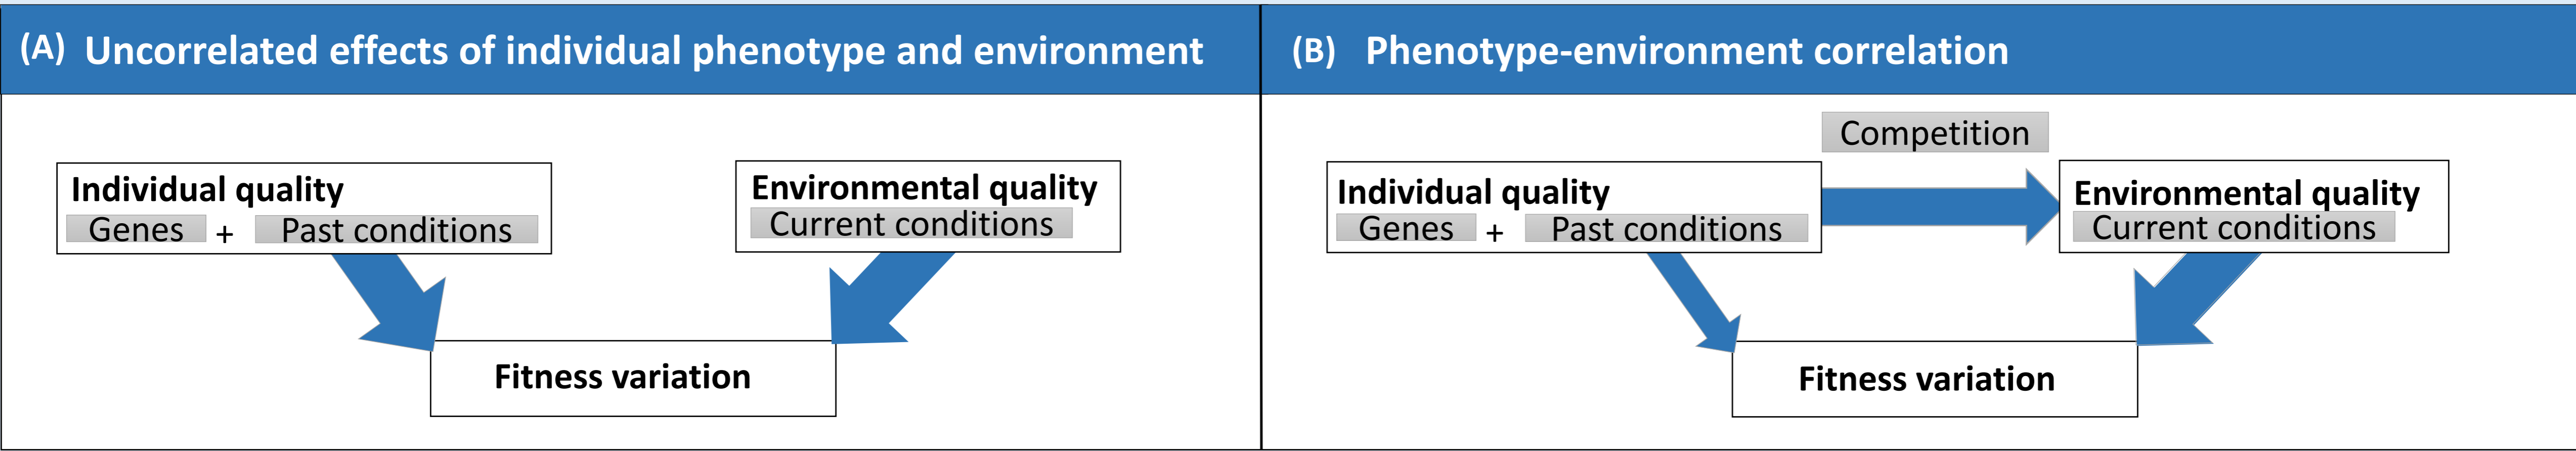 (A) Uncorrelated effects of individual phenotype and environment
Individual quality
Genes + Past conditions
Environmental quality
Current conditions
Fitness variation
(B) Phenotype-environment correlation
Competition
Individual quality
Genes + Past conditions
Environmental quality
Current conditions
Fitness variation